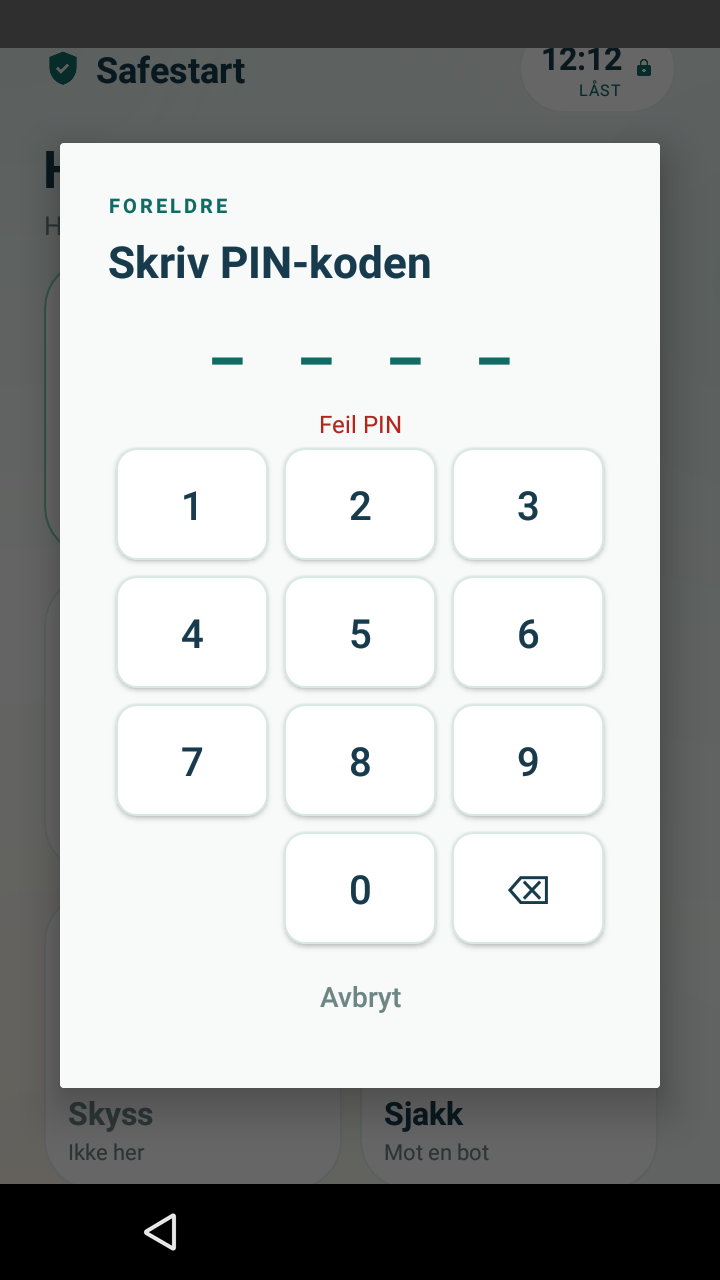 Safestart
12:12
LÅST
H
H
FORELDRE
Skriv PIN-koden
Feil PIN
1 2 3
4 5 6
7 8 9
0
Avbryt
Skyss
Ikke her
Sjakk
Mot en bot